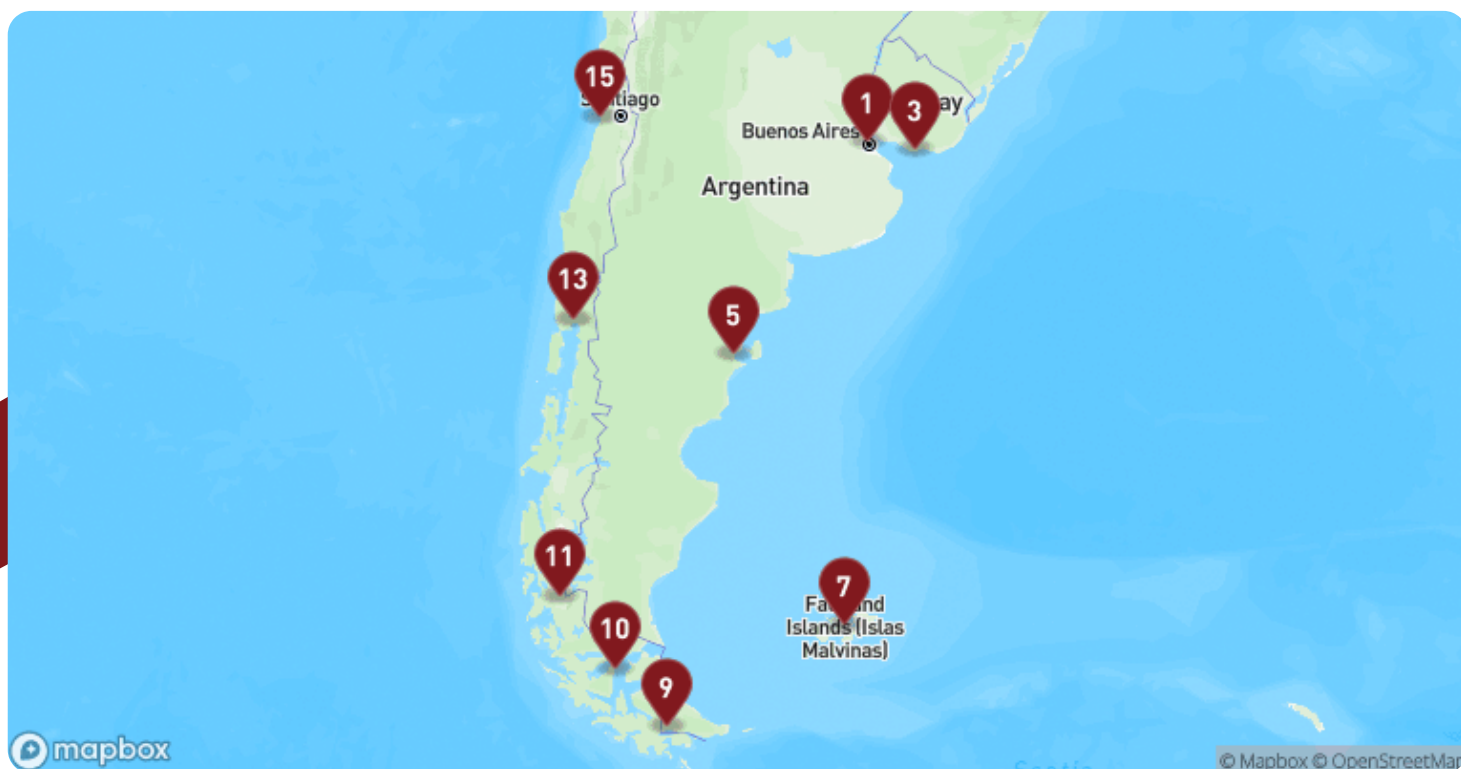 15
Santiago
1
3
ay
Buenos Aires
Argentina
13
5
11
7
Falkland
Islands (Islas
Malvinas)
10
9
mapbox
© Mapbox © OpenStreetMap